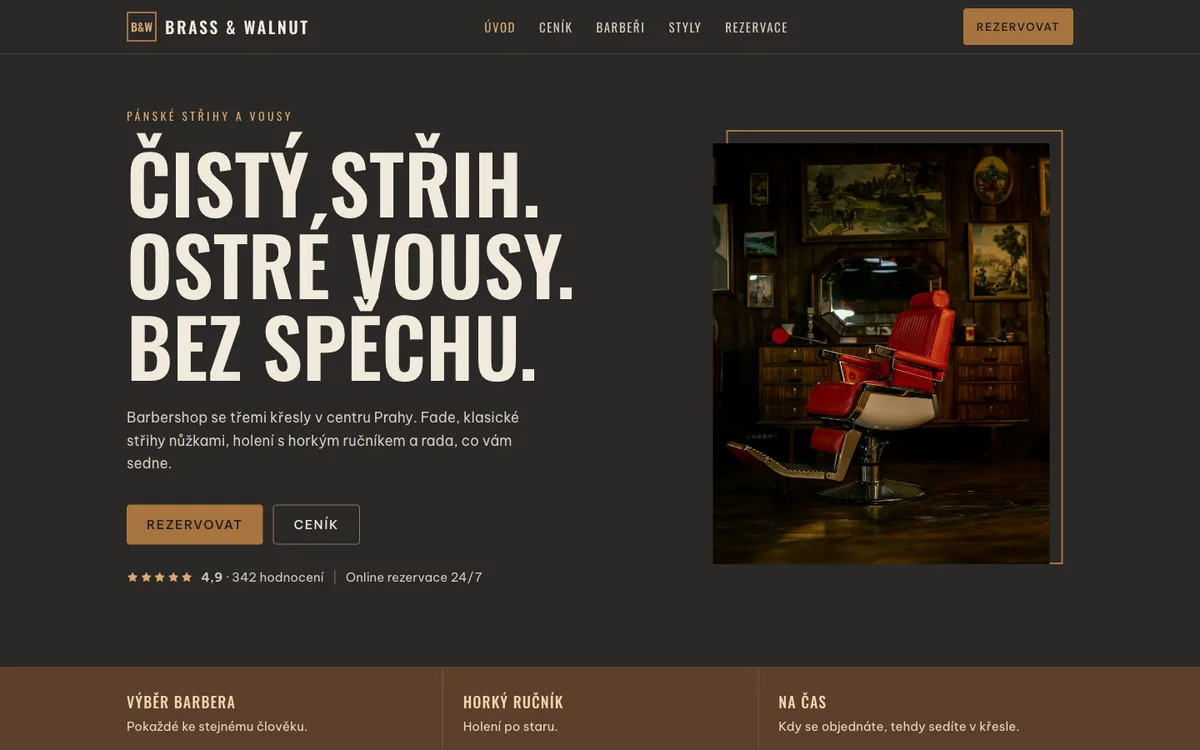 B&W BRASS & WALNUT
ÚVOD CENÍK BARBEŘI STYLY REZERVACE
REZERVOVAT
PÁNSKÉ STŘIHY A VOUSY
ČISTÝ STŘIH.
OSTRÉ VOUSY.
BEZ SPĚCHU.
Barbershop se třemi křesly v centru Prahy. Fade, klasické
střihy nůžkami, holení s horkým ručníkem a rada, co vám
sedne.
REZERVOVAT CENÍK
4,9 · 342 hodnocení Online rezervace 24/7
VÝBĚR BARBERA
Pokaždé ke stejnému člověku.
HORKÝ RUČNÍK
Holení po staru.
NA ČAS
Kdy se objednáte, tehdy sedíte v křesle.